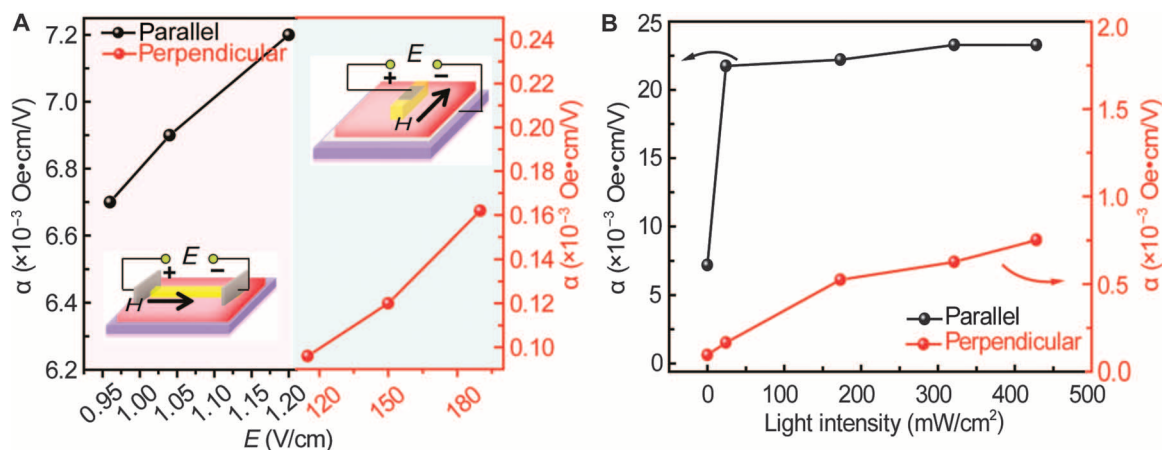 A
Parallel
Perpendicular
7.2
7.0
6.8
6.6
6.4
6.2
α (×10⁻³ Oe•cm/V)
E
+
−
H
E
+
−
H
0.24
0.22
0.20
0.18
0.16
0.14
0.12
0.10
α (×10⁻³ Oe•cm/V)
0.95
1.00
1.05
1.10
1.15
1.20
120
150
180
E (V/cm)
B
25
20
15
10
5
0
α (×10⁻³ Oe•cm/V)
2.0
1.5
1.0
0.5
0.0
α (×10⁻³ Oe•cm/V)
Parallel
Perpendicular
0 100 200 300 400 500
Light intensity (mW/cm²)